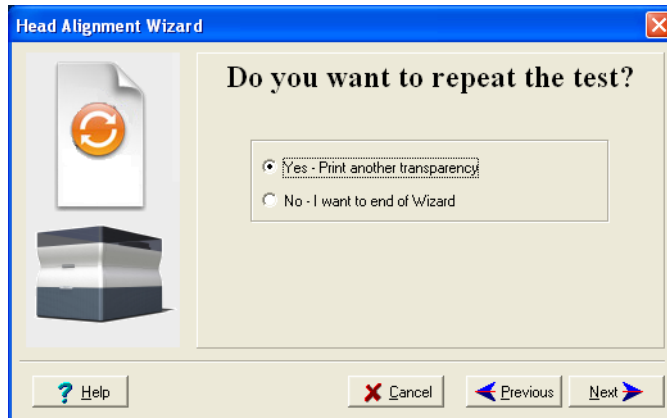 Head Alignment Wizard
Do you want to repeat the test?
Yes - Print another transparency
No - I want to end of Wizard
? Help
Cancel
Previous
Next